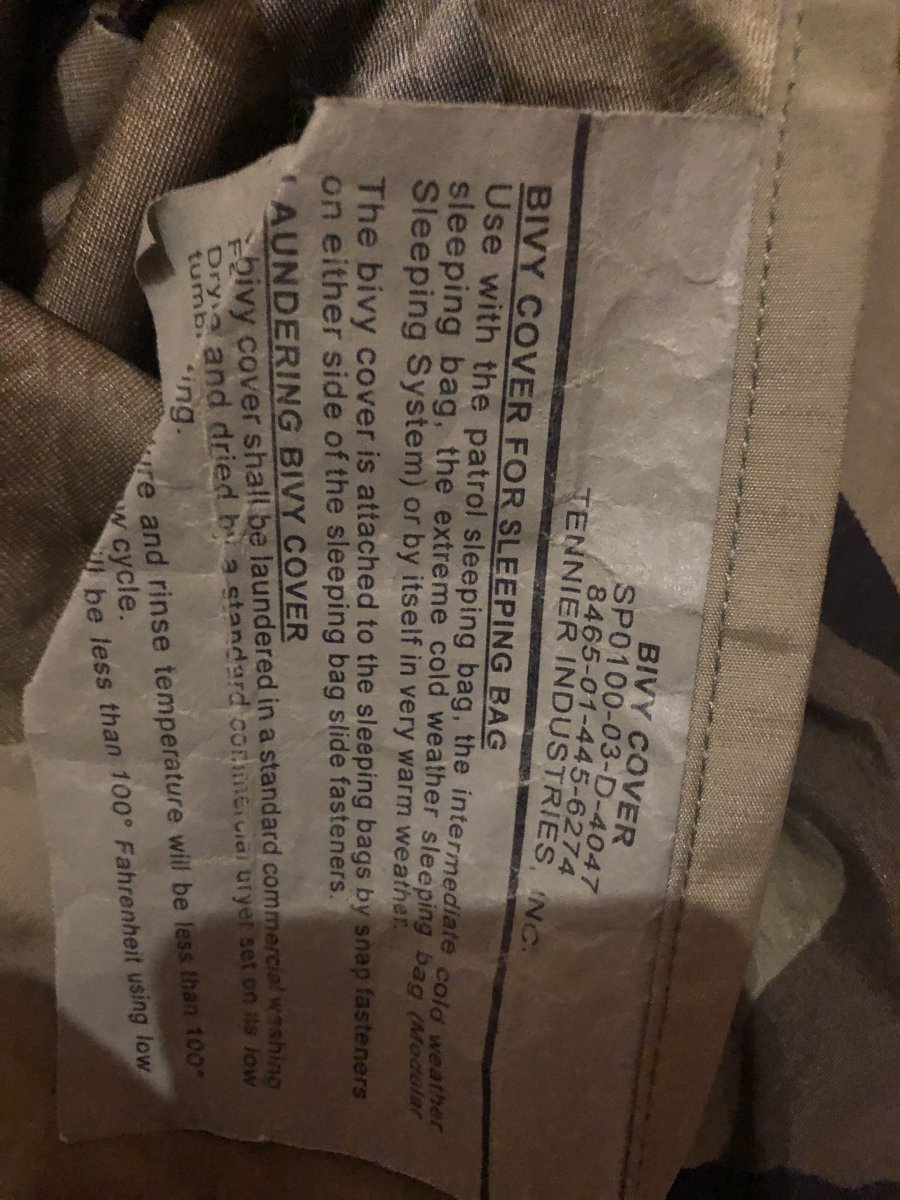 BIVY COVER
SP0100-03-D-4047
8465-01-445-6274
TENNIER INDUSTRIES, INC.
BIVY COVER FOR SLEEPING BAG
Use with the patrol sleeping bag, the intermediate cold weather
sleeping bag, the extreme cold weather sleeping bag (Modular
Sleeping System) or by itself in very warm weather.
The bivy cover is attached to the sleeping bags by snap fasteners
on either side of the sleeping bag slide fasteners.
AUNDERING BIVY COVER
bivy cover shall be laundered in a standard commercial washing
and dried by a standard commercial dryer set on its low
and rinse temperature will be less than 100°
cycle.
be less than 100° Fahrenheit using low